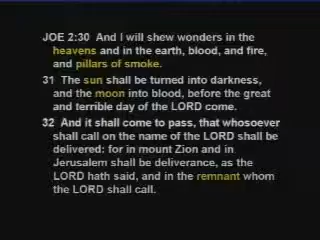 JOE 2:30  And I will shew wonders in the
heavens and in the earth, blood, and fire,
and pillars of smoke.
31  The sun shall be turned into darkness,
and the moon into blood, before the great
and terrible day of the LORD come.
32  And it shall come to pass, that whosoever
shall call on the name of the LORD shall be
delivered: for in mount Zion and in
Jerusalem shall be deliverance, as the
LORD hath said, and in the remnant whom
the LORD shall call.